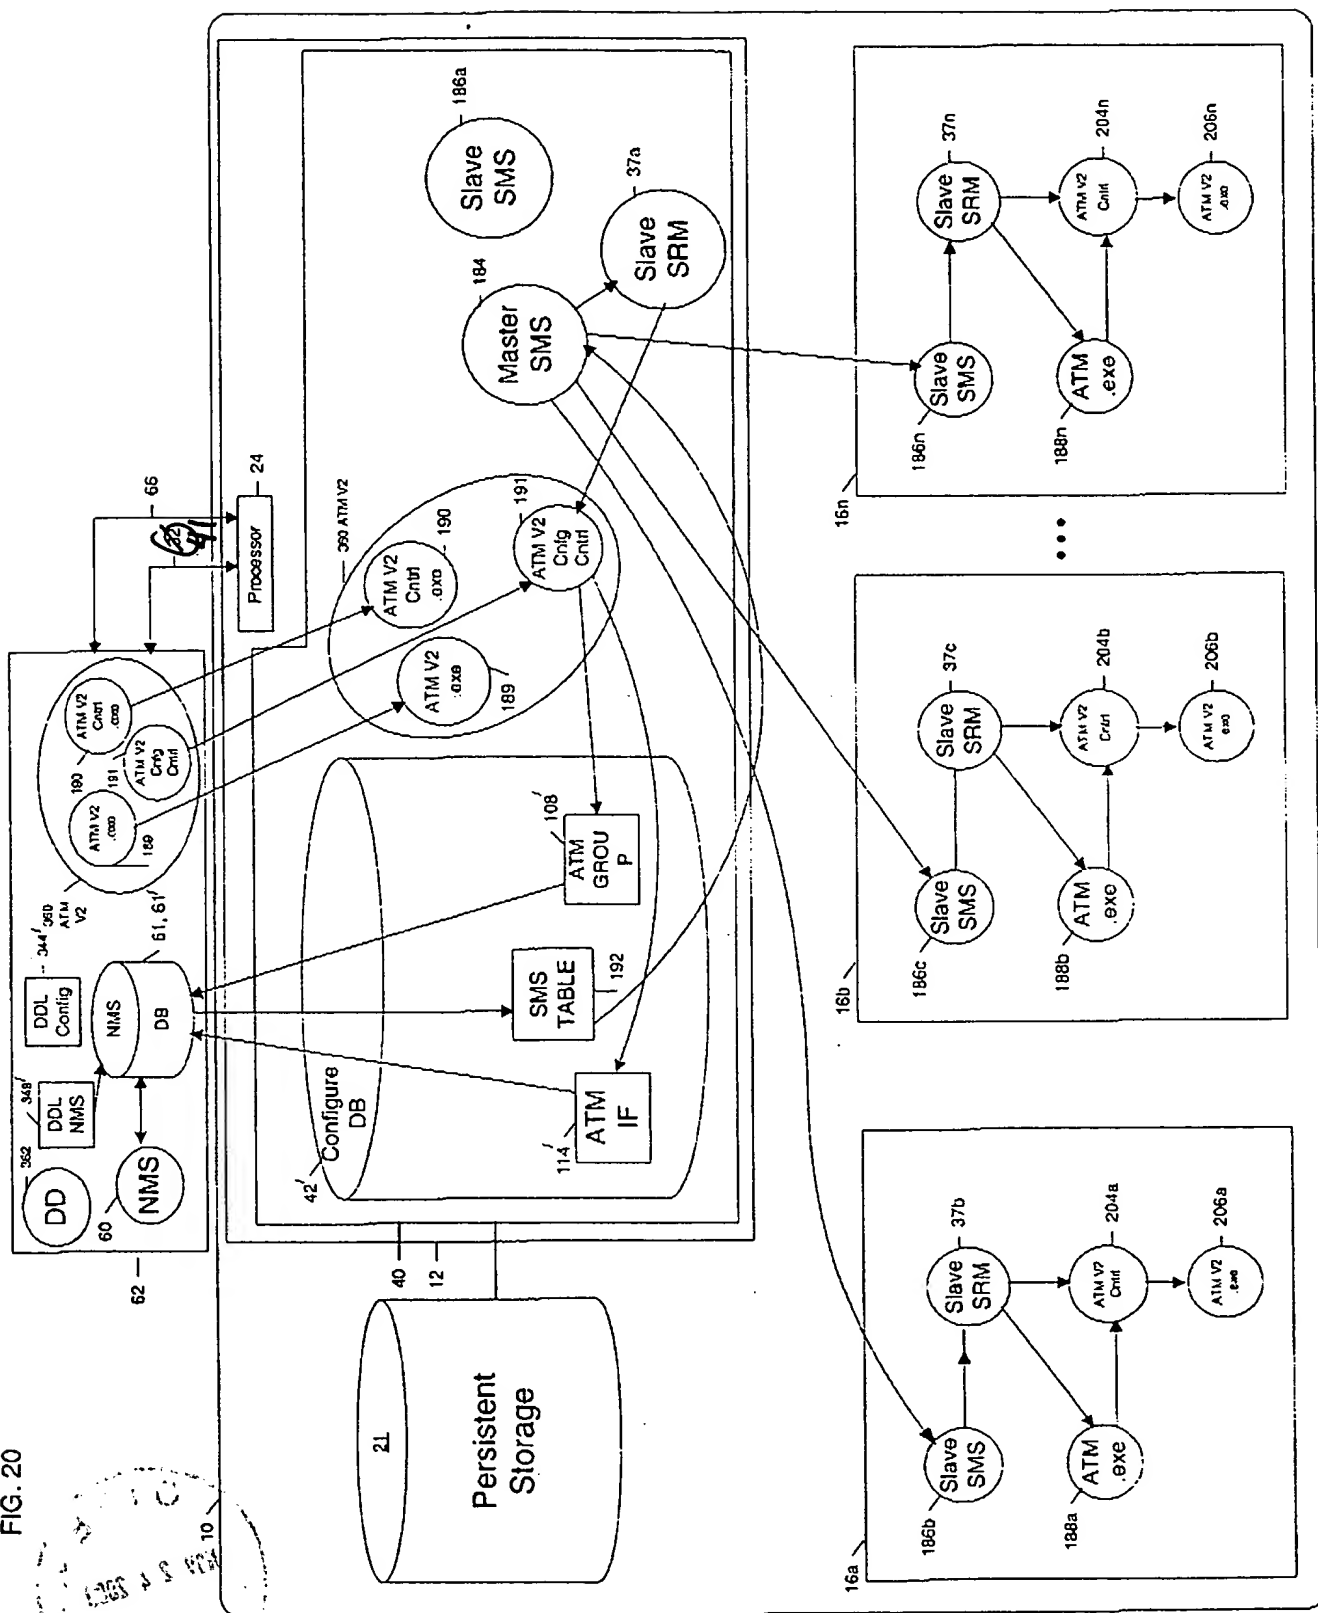 FIG. 20
10
62
DD
362
NMS
60
DDL
NMS
348'
DDL
Config
344'
NMS
DB
61, 61'
360
ATM
V2
ATM V2
.exe
189
ATM V2
Cntrl
.exe
190
ATM V2
Cnfg
Cntrl
191
66
Processor
24
40
12
21
Persistent
Storage
42'
Configure
DB
114'
ATM
IF
SMS
TABLE
192
108'
ATM
GROU
P
360 ATM V2
ATM V2
.exe
189
ATM V2
Cntrl
.exe
190
ATM V2
Cnfg
Cntrl
191
Master
SMS
184
Slave
SMS
186a
Slave
SRM
37a
16a
Slave
SMS
186b
Slave
SRM
37b
ATM
.exe
188a
ATM V2
Cntrl
204a
ATM V2
.exe
206a
16b
Slave
SMS
186c
Slave
SRM
37c
ATM
.exe
188b
ATM V2
Cntrl
204b
ATM V2
exe
206b
•••
16n
Slave
SMS
186n
Slave
SRM
37n
ATM
.exe
188n
ATM V2
Cntrl
204n
ATM V2
.exe
206n